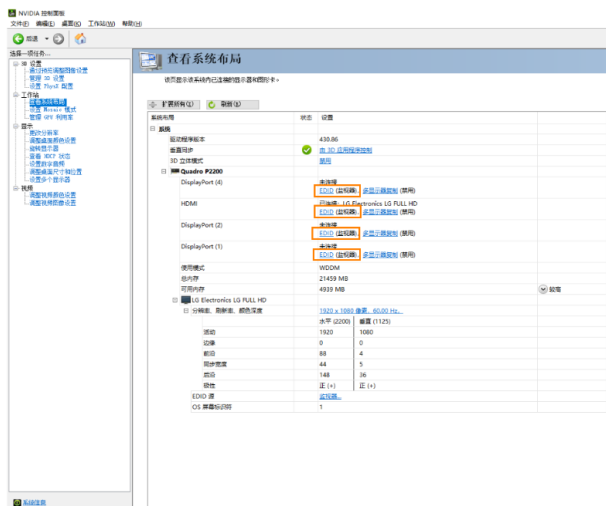 NVIDIA 控制面板
文件(F) 编辑(E) 桌面(K) 工作站(W) 帮助(H)
后退
选择一项任务...
查看系统布局
3D 设置
通过预览调整图像设置
管理 3D 设置
设置 PhysX 配置
该页显示该系统内已连接的显示器和图形卡。
工作站
查看系统布局
设置 Mosaic 模式
管理 GPU 利用率
扩展所有(X) 刷新(R)
显示
更改分辨率
调整桌面颜色设置
旋转显示器
查看 HDCP 状态
设置数字音频
调整桌面尺寸和位置
设置多个显示器
视频
调整视频颜色设置
调整视频图像设置
系统布局 状态 设置
系统
驱动程序版本 430.86
垂直同步 由 3D 应用程序控制
3D 立体模式 禁用
Quadro P2200
DisplayPort (4) 未连接
EDID (监视器), 多显示器复制 (禁用)
HDMI 已连接: LG Electronics LG FULL HD
EDID (监视器), 多显示器复制 (禁用)
DisplayPort (2) 未连接
EDID (监视器), 多显示器复制 (禁用)
DisplayPort (1) 未连接
EDID (监视器), 多显示器复制 (禁用)
使用模式 WDDM
总内存 21459 MB
可用内存 4939 MB 较高
LG Electronics LG FULL HD
分辨率、刷新率、颜色深度 1920 x 1080 像素, 60.00 Hz,
水平 (2200) 垂直 (1125)
活动 1920 1080
边缘 0 0
前沿 88 4
同步宽度 44 5
后沿 148 36
极性 正 (+) 正 (+)
EDID 源 监视器...
OS 屏幕标识符 1
系统信息